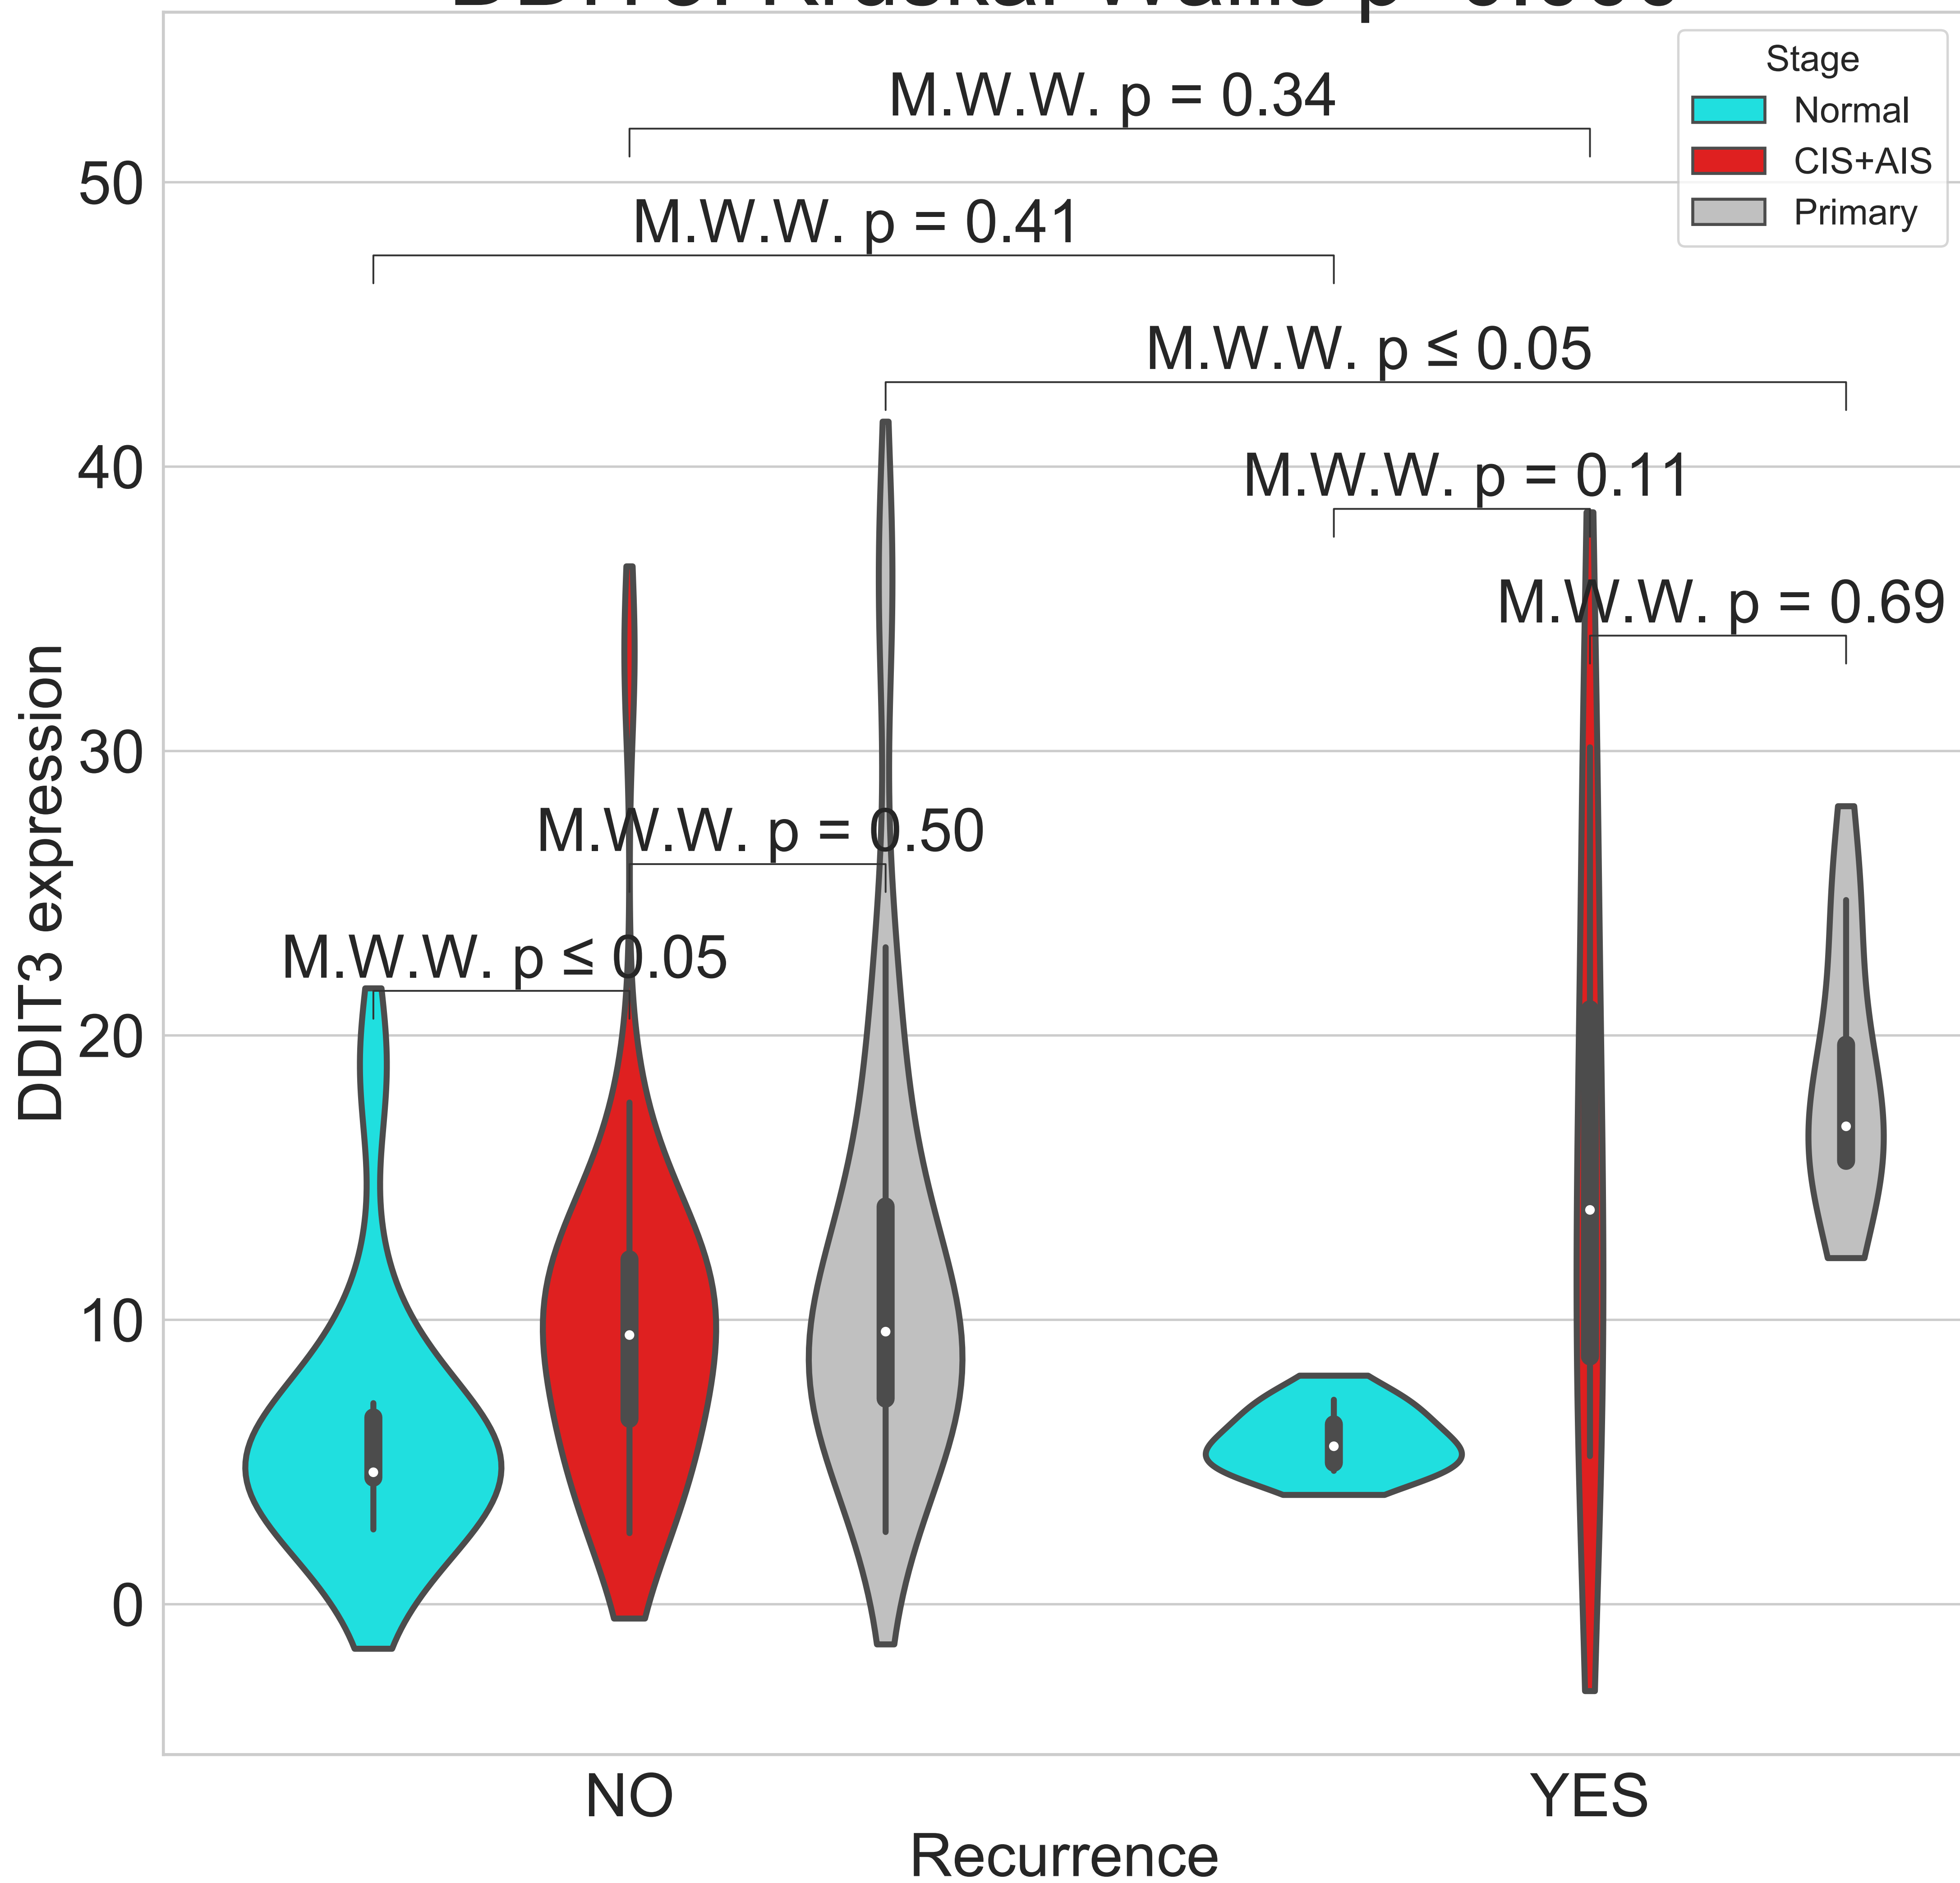 Stage
Normal
CIS+AIS
Primary
M.W.W. p = 0.34
M.W.W. p = 0.41
M.W.W. p ≤ 0.05
M.W.W. p = 0.11
M.W.W. p = 0.69
M.W.W. p = 0.50
M.W.W. p ≤ 0.05
50
40
30
20
10
0
DDIT3 expression
NO
YES
Recurrence